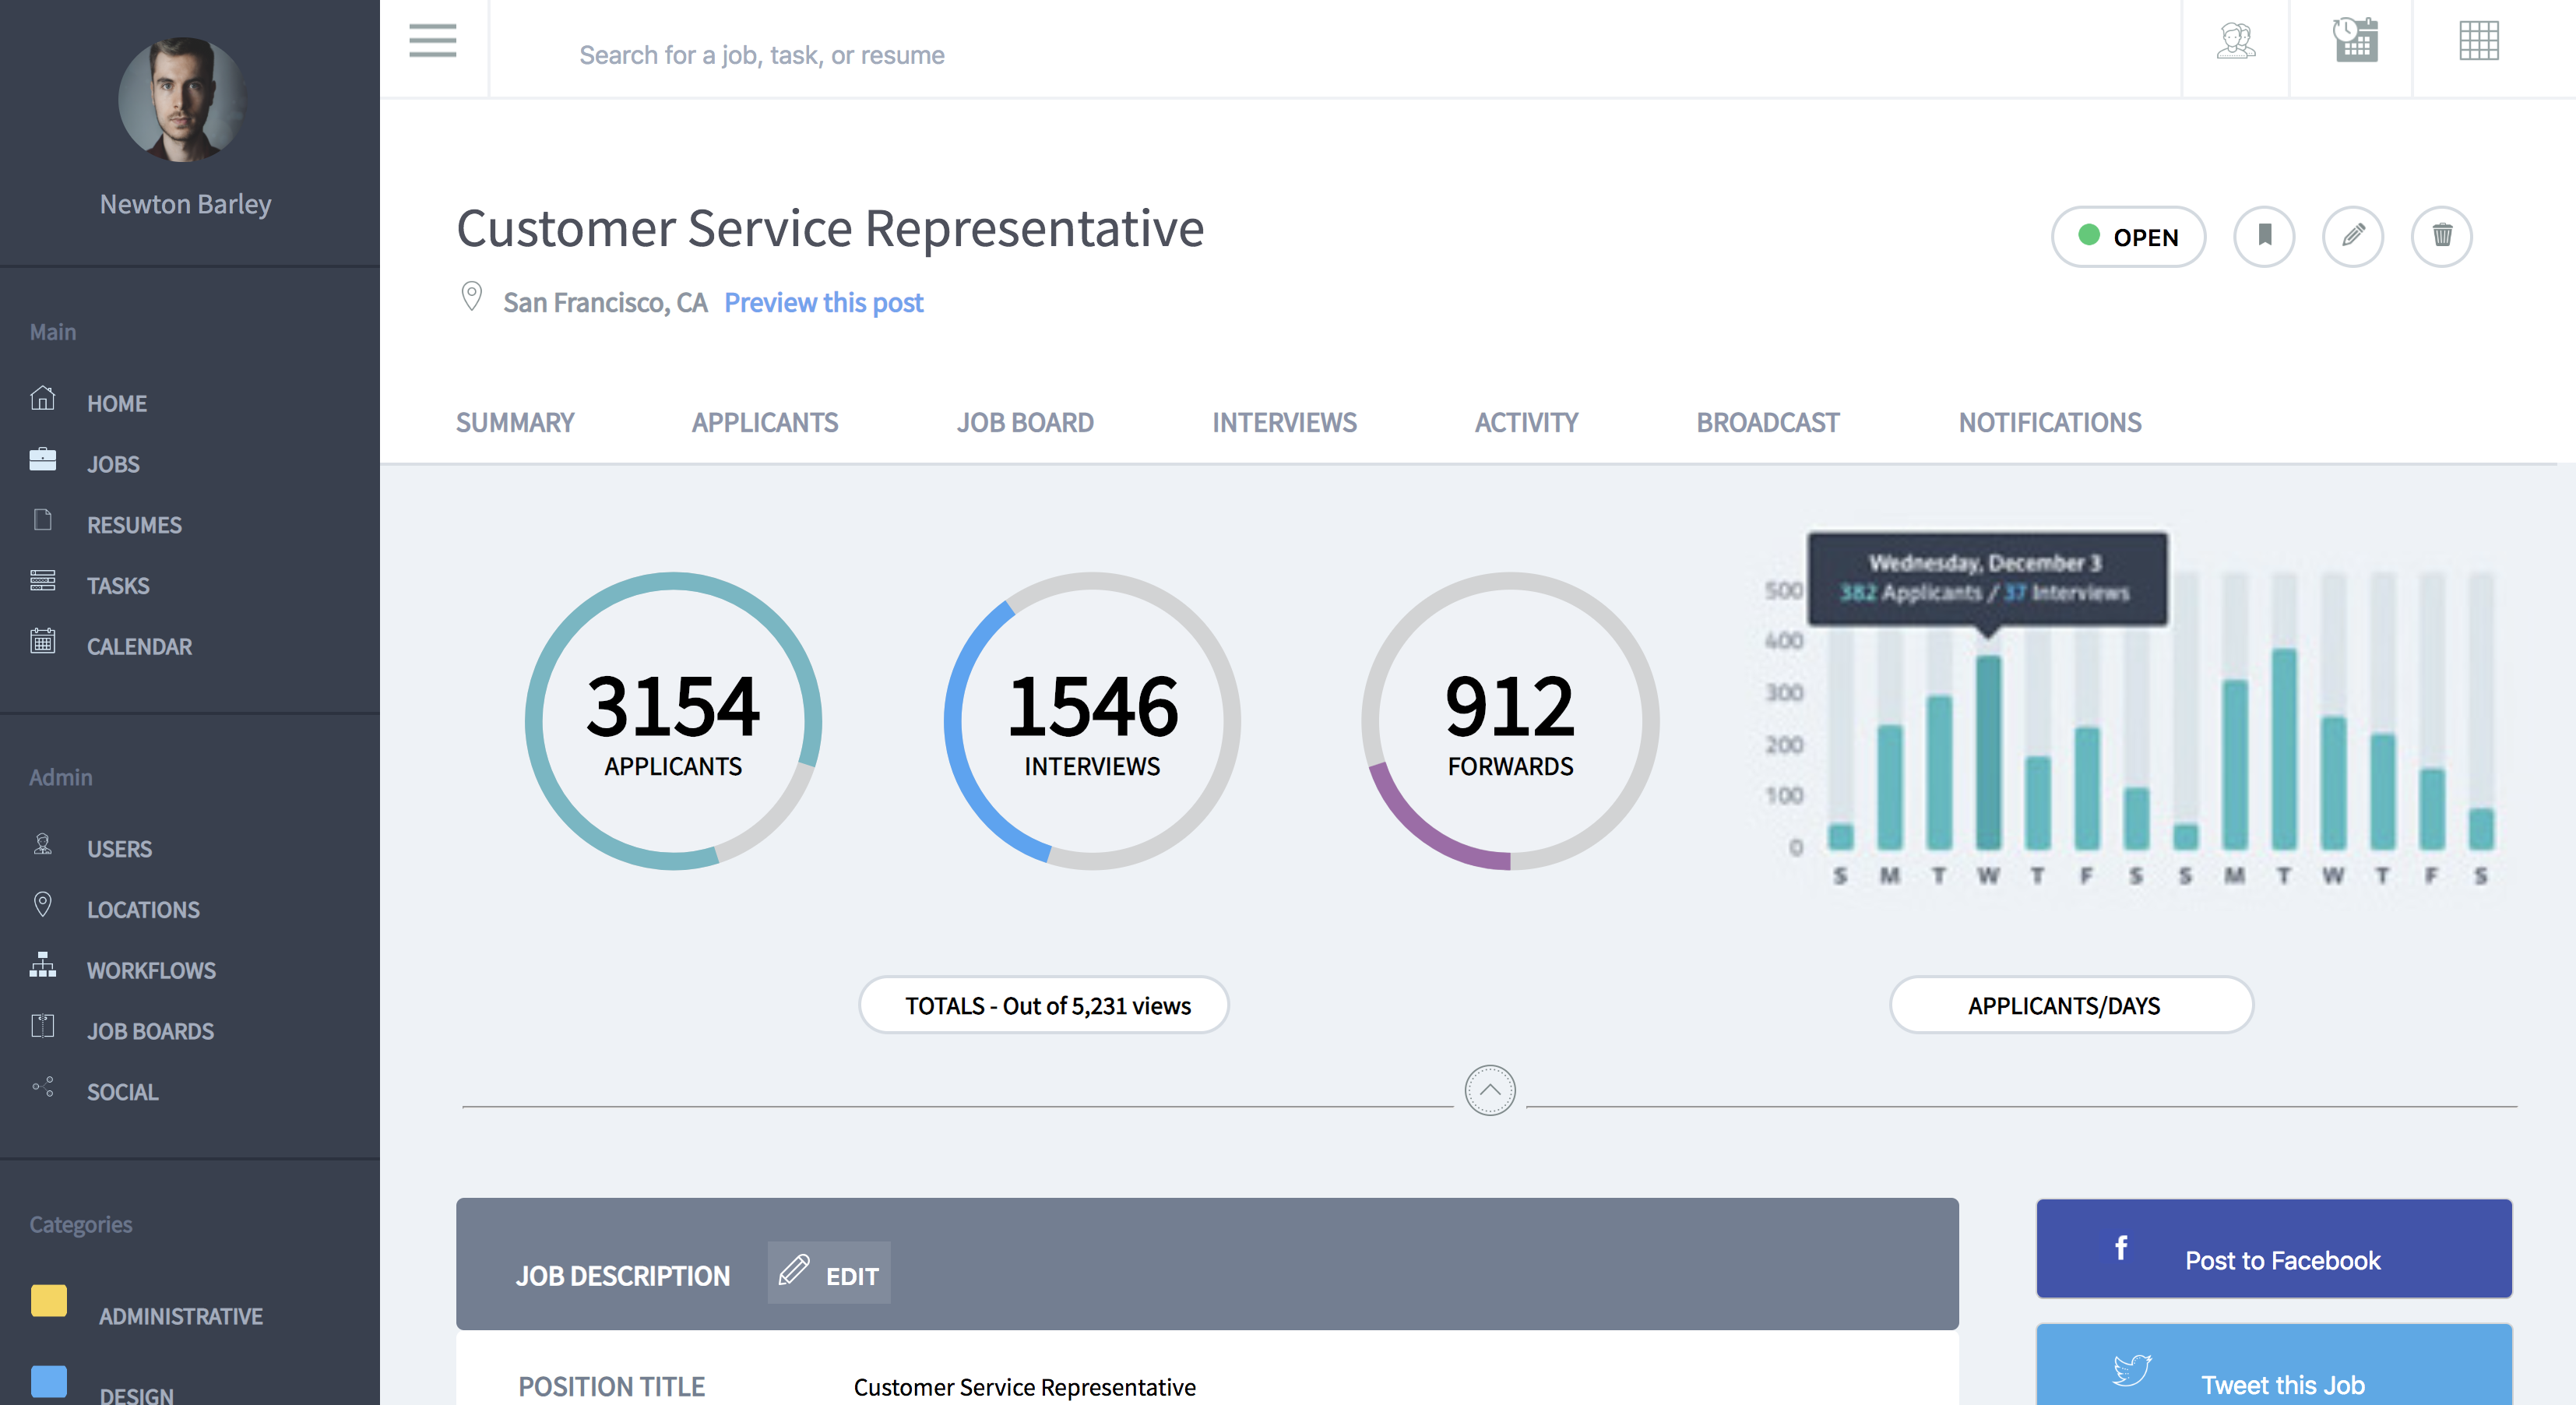 Newton Barley
Main
HOME
JOBS
RESUMES
TASKS
CALENDAR
Admin
USERS
LOCATIONS
WORKFLOWS
JOB BOARDS
SOCIAL
Categories
ADMINISTRATIVE
DESIGN
Search for a job, task, or resume
Customer Service Representative
OPEN
San Francisco, CA Preview this post
SUMMARY APPLICANTS JOB BOARD INTERVIEWS ACTIVITY BROADCAST NOTIFICATIONS
3154
APPLICANTS
1546
INTERVIEWS
912
FORWARDS
TOTALS - Out of 5,231 views
Wednesday, December 3
382 Applicants / 37 Interviews
500
400
300
200
100
0
S M T W T F S S M T W T F S
APPLICANTS/DAYS
JOB DESCRIPTION EDIT
POSITION TITLE Customer Service Representative
Post to Facebook
Tweet this Job